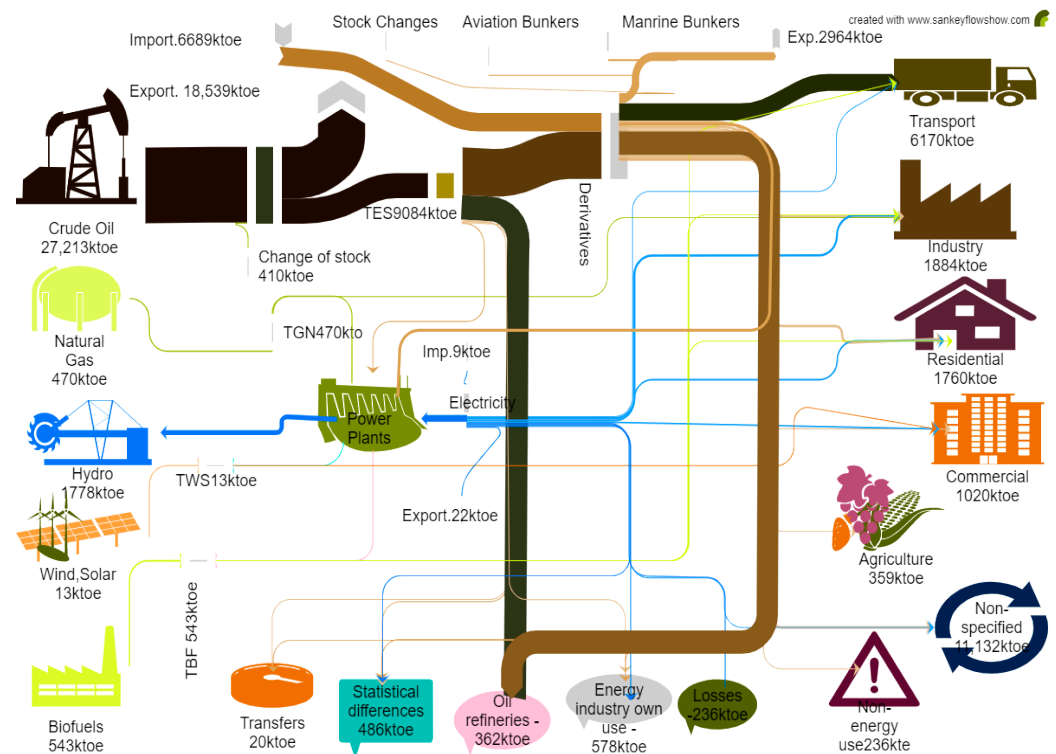 Stock Changes
Aviation Bunkers
Manrine Bunkers
created with www.sankeyflowshow.com
Import.6689ktoe
Exp.2964ktoe
Export. 18,539ktoe
Transport
6170ktoe
Derivatives
TES9084ktoe
Crude Oil
27,213ktoe
Change of stock
410ktoe
Industry
1884ktoe
TGN470kto
Natural
Gas
470ktoe
Imp.9ktoe
Residential
1760ktoe
Electricity
Power
Plants
Hydro
1778ktoe
TWS13ktoe
Commercial
1020ktoe
Export.22ktoe
Wind,Solar
13ktoe
Agriculture
359ktoe
TBF 543ktoe
Non-
specified
11,132ktoe
Biofuels
543ktoe
Transfers
20ktoe
Statistical
differences
486ktoe
Oil
refineries -
362ktoe
Energy
industry own
use -
578ktoe
Losses
-236ktoe
Non-
energy
use236kte